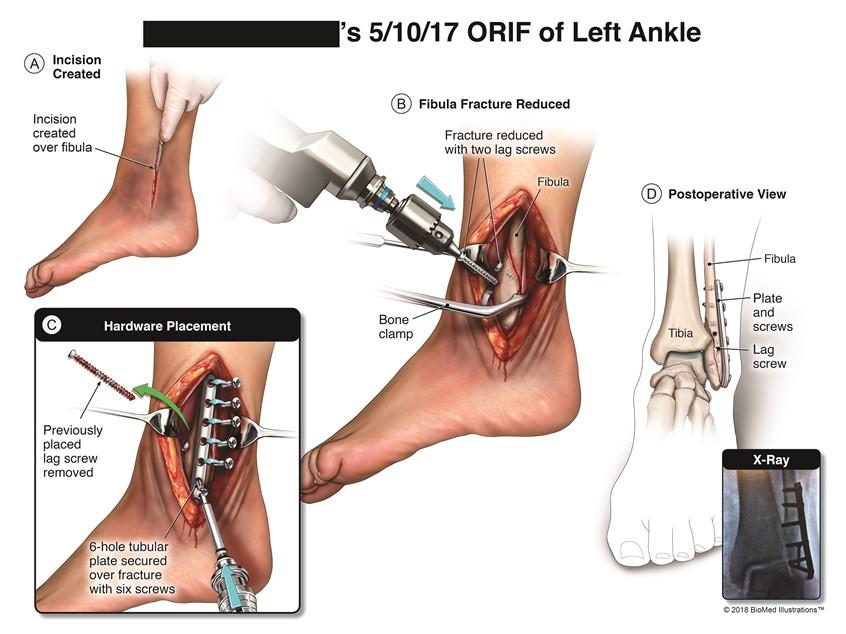 's 5/10/17 ORIF of Left Ankle
A Incision
Created
Incision
created
over fibula
B Fibula Fracture Reduced
Fracture reduced
with two lag screws
Fibula
Bone
clamp
C Hardware Placement
Previously
placed
lag screw
removed
6-hole tubular
plate secured
over fracture
with six screws
D Postoperative View
Fibula
Plate
and
screws
Tibia
Lag
screw
X-Ray
© 2018 BioMed Illustrations™